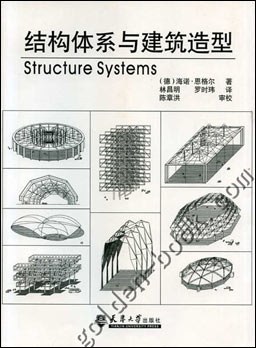 结构体系与建筑造型
Structure Systems
(德)海诺·恩格尔 著
林昌明 罗时玮 译
陈章洪 审校
天津大学出版社
TIANJIN UNIVERSITY PRESS
golden-book.com